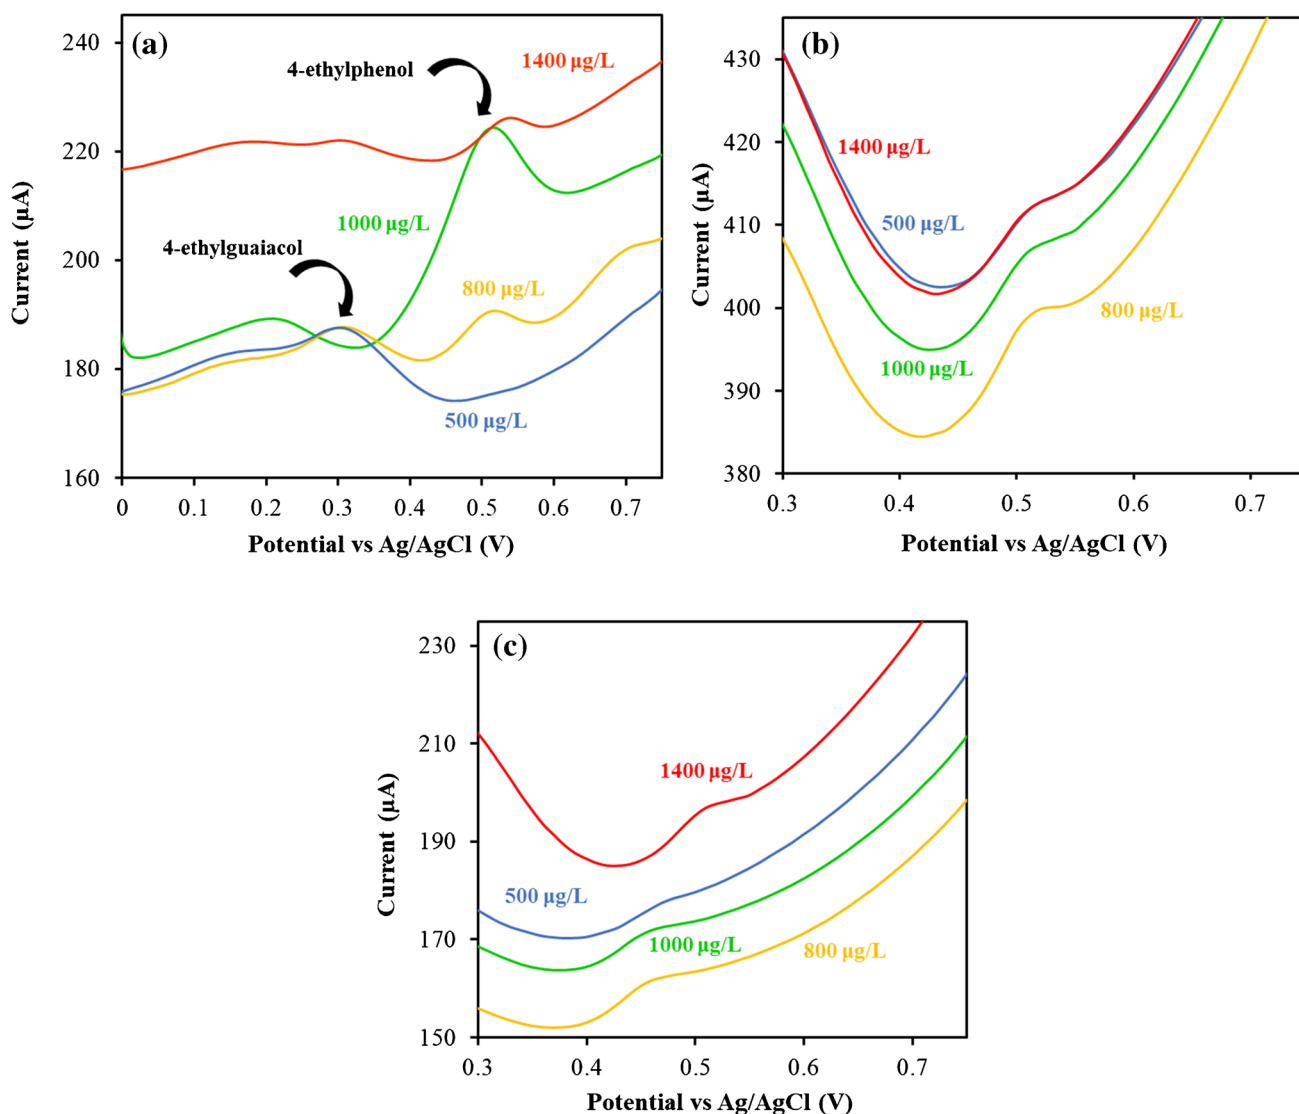 (a)
240
220
200
180
160
Current (μA)
1400 μg/L
4-ethylphenol
1000 μg/L
4-ethylguaiacol
800 μg/L
500 μg/L
0 0.1 0.2 0.3 0.4 0.5 0.6 0.7
Potential vs Ag/AgCl (V)
(b)
430
420
410
400
390
380
Current (μA)
1400 μg/L
500 μg/L
1000 μg/L
800 μg/L
0.3 0.4 0.5 0.6 0.7
Potential vs Ag/AgCl (V)
(c)
230
210
190
170
150
Current (μA)
1400 μg/L
500 μg/L
1000 μg/L
800 μg/L
0.3 0.4 0.5 0.6 0.7
Potential vs Ag/AgCl (V)